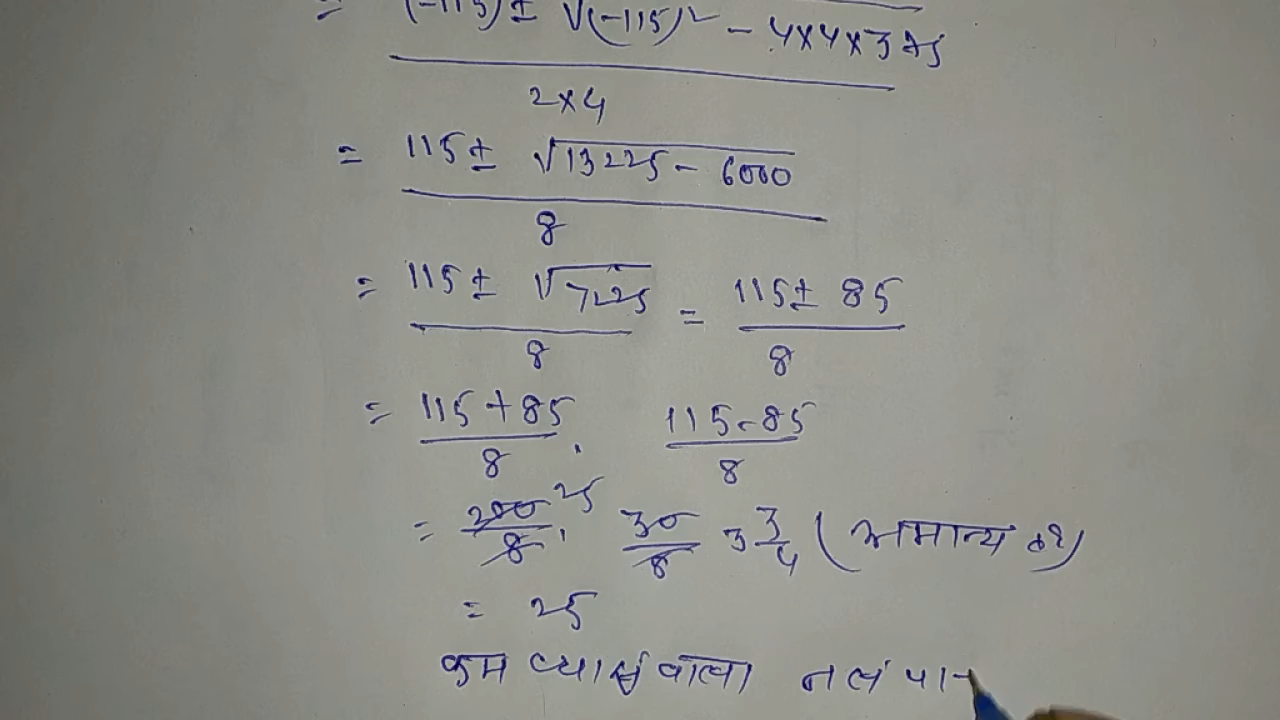 = (-115) ± √(-115)² - 4×4×375
2×4
= 115 ± √13225 - 6000
8
= 115 ± √7225 = 115 ± 85
8 8
= 115 + 85, 115 - 85
8 8
= 200 25, 30 3 3/4 (अमान्य है)
8 8
= 25
कम व्यास वाला नल